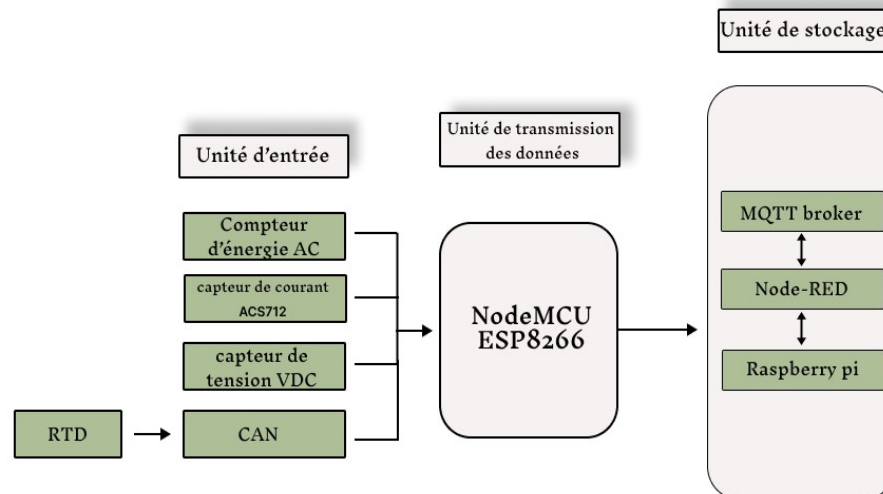 Unité de stockage
Unité de transmission
des données
Unité d'entrée
Compteur
d'énergie AC
capteur de courant
ACS712
capteur de
tension VDC
RTD
CAN
NodeMCU
ESP8266
MQTT broker
Node-RED
Raspberry pi